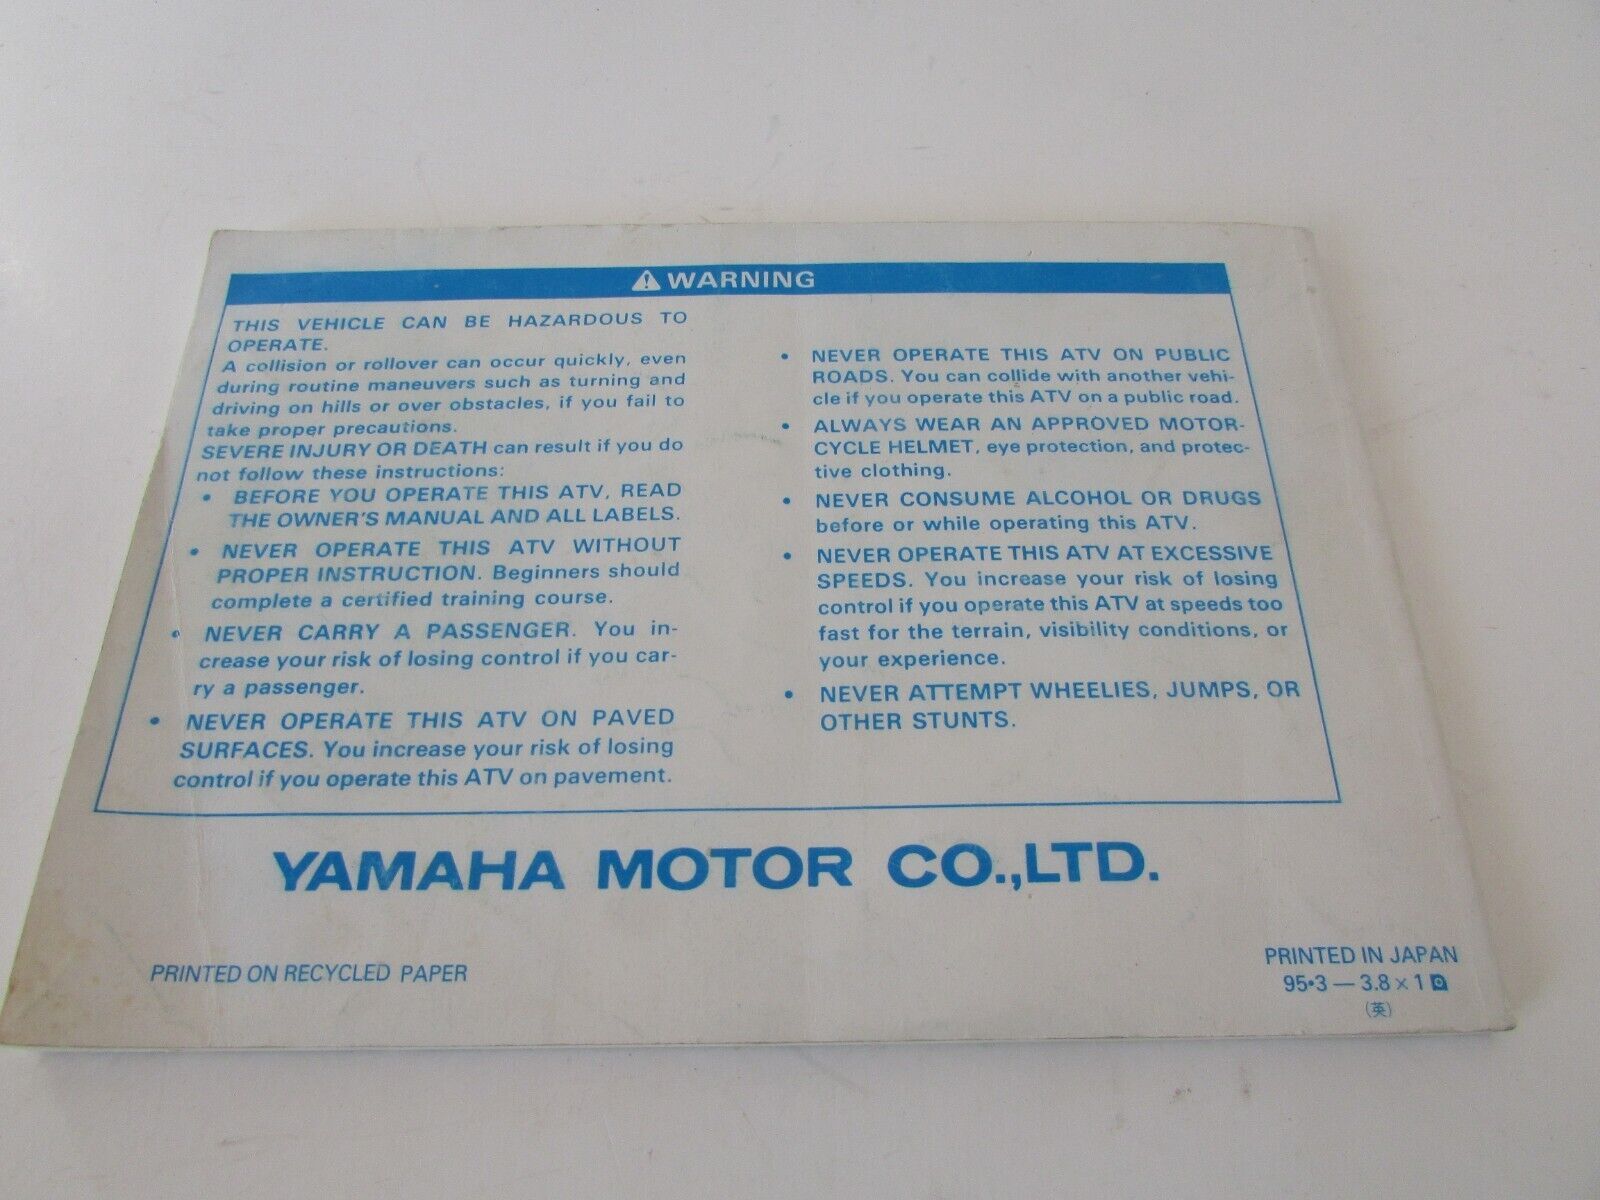 WARNING
THIS VEHICLE CAN BE HAZARDOUS TO
OPERATE.
A collision or rollover can occur quickly, even
during routine maneuvers such as turning and
driving on hills or over obstacles, if you fail to
take proper precautions.
SEVERE INJURY OR DEATH can result if you do
not follow these instructions:
• BEFORE YOU OPERATE THIS ATV, READ
THE OWNER'S MANUAL AND ALL LABELS.
• NEVER OPERATE THIS ATV WITHOUT
PROPER INSTRUCTION. Beginners should
complete a certified training course.
• NEVER CARRY A PASSENGER. You in-
crease your risk of losing control if you car-
ry a passenger.
• NEVER OPERATE THIS ATV ON PAVED
SURFACES. You increase your risk of losing
control if you operate this ATV on pavement.
• NEVER OPERATE THIS ATV ON PUBLIC
ROADS. You can collide with another vehi-
cle if you operate this ATV on a public road.
• ALWAYS WEAR AN APPROVED MOTOR-
CYCLE HELMET, eye protection, and protec-
tive clothing.
• NEVER CONSUME ALCOHOL OR DRUGS
before or while operating this ATV.
• NEVER OPERATE THIS ATV AT EXCESSIVE
SPEEDS. You increase your risk of losing
control if you operate this ATV at speeds too
fast for the terrain, visibility conditions, or
your experience.
• NEVER ATTEMPT WHEELIES, JUMPS, OR
OTHER STUNTS.
YAMAHA MOTOR CO.,LTD.
PRINTED ON RECYCLED PAPER
PRINTED IN JAPAN
95•3 — 3.8 × 1
(英)